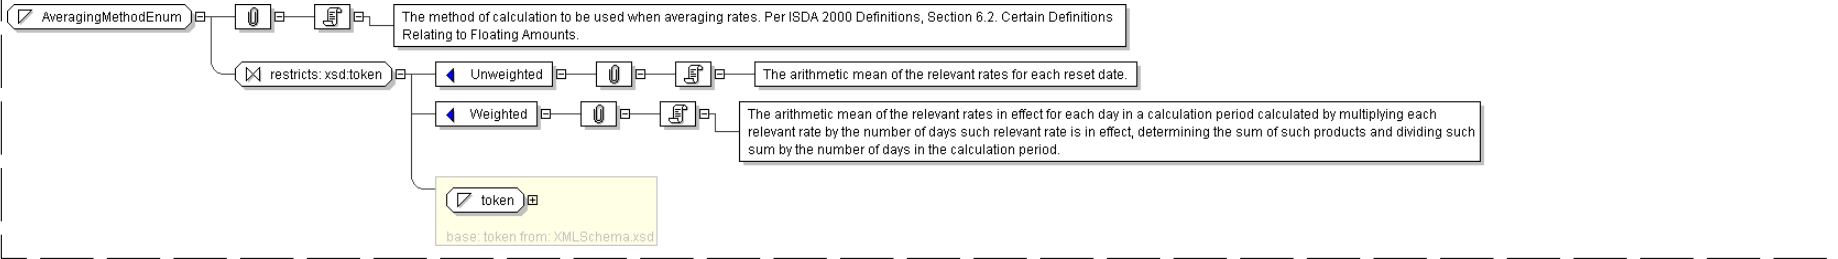 AveragingMethodEnum
The method of calculation to be used when averaging rates. Per ISDA 2000 Definitions, Section 6.2. Certain Definitions
Relating to Floating Amounts.
restricts: xsd:token
Unweighted
The arithmetic mean of the relevant rates for each reset date.
Weighted
The arithmetic mean of the relevant rates in effect for each day in a calculation period calculated by multiplying each
relevant rate by the number of days such relevant rate is in effect, determining the sum of such products and dividing such
sum by the number of days in the calculation period.
token
base: token from: XMLSchema.xsd